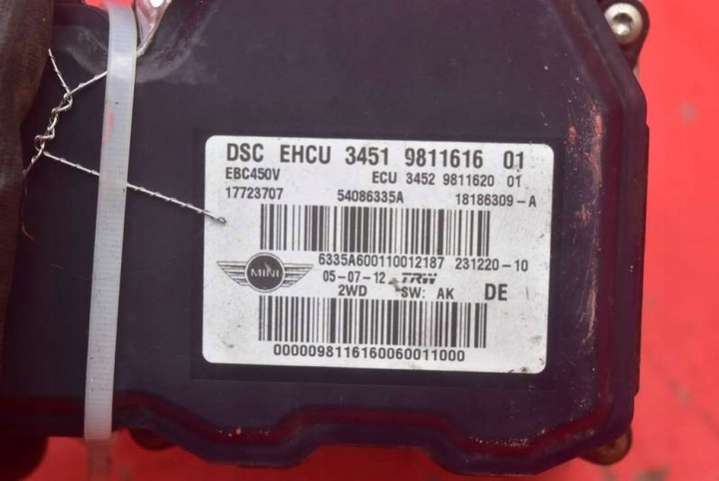 DSC EHCU 3451 9811616 01
EBC450V ECU 3452 9811620 01
17723707 54086335A 18186309-A
6335A600110012187 231220-10
MINI 05-07-12 TRW
2WD SW: AK DE
0000098116160060011000